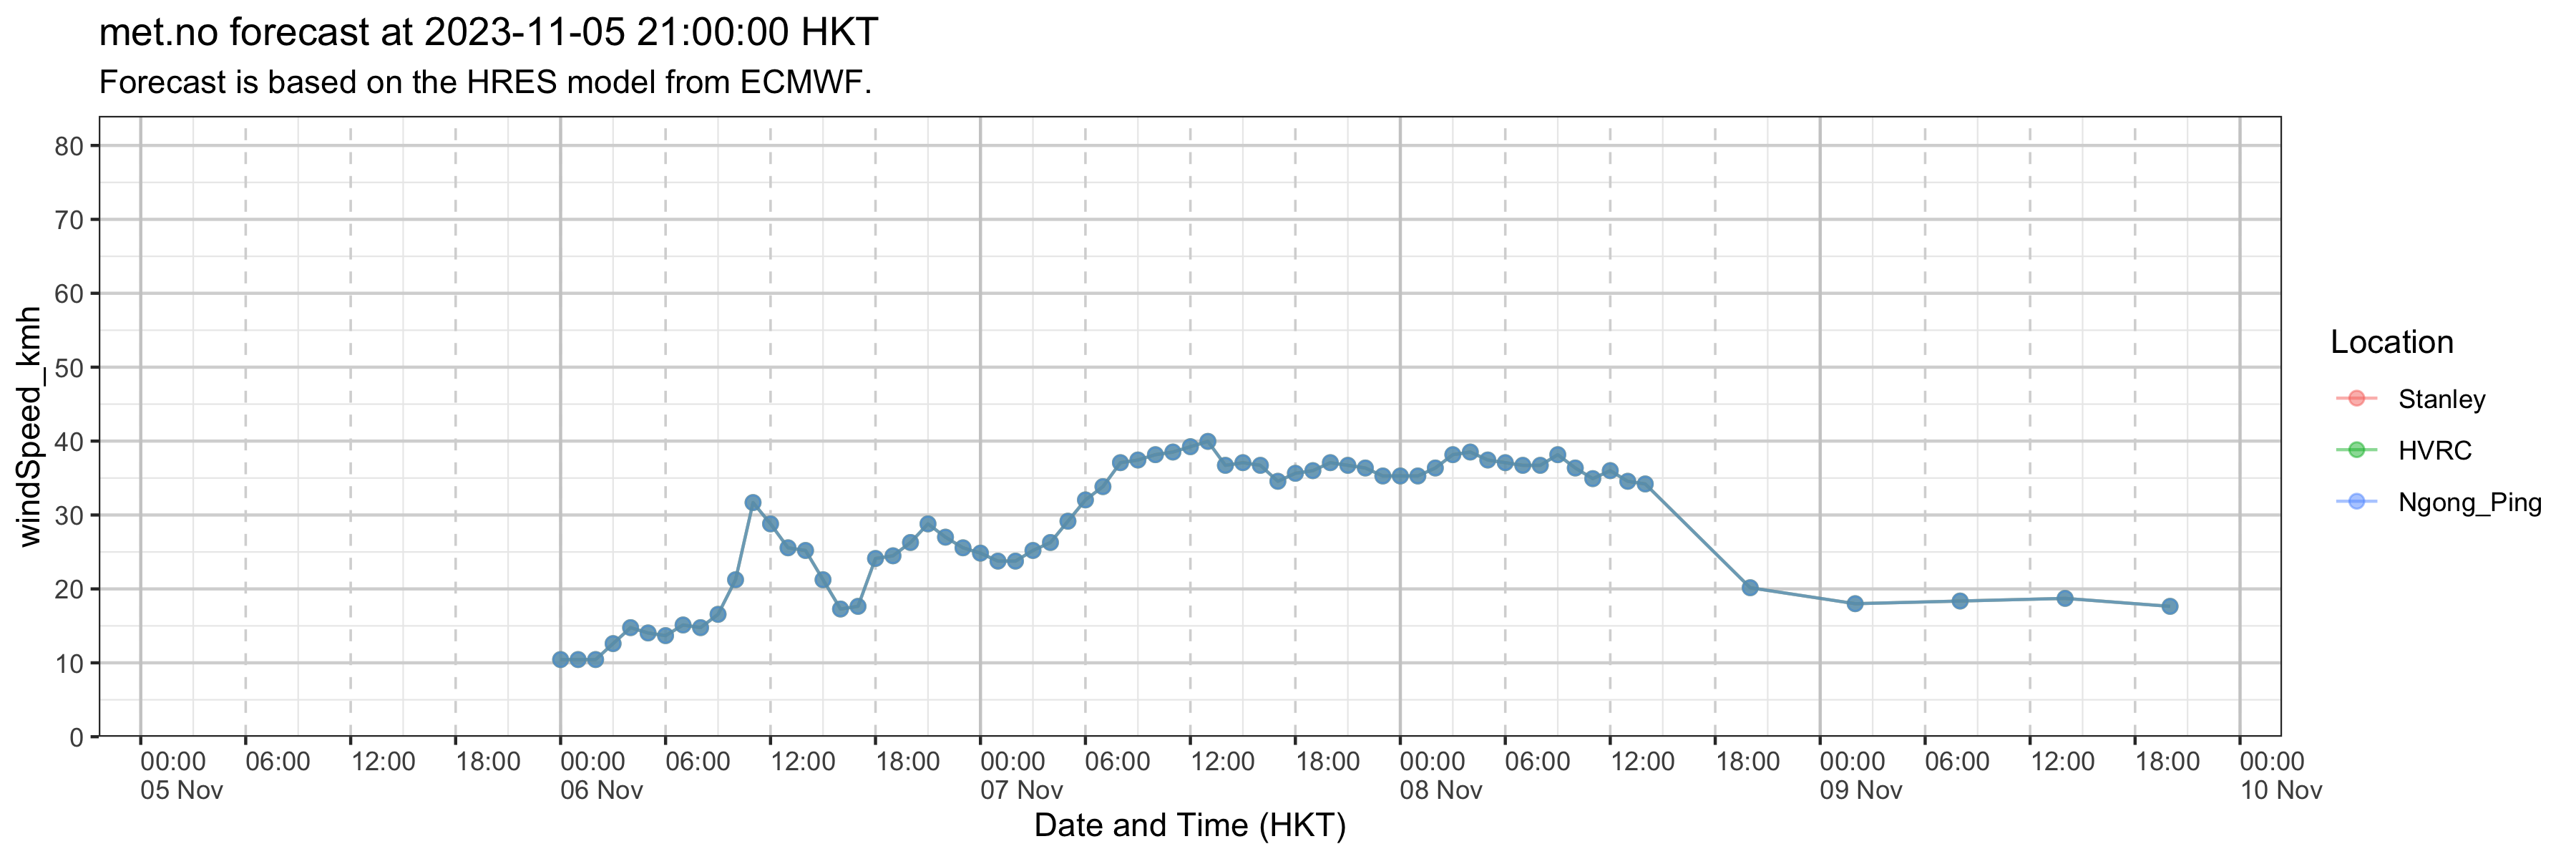 met.no forecast at 2023-11-05 21:00:00 HKT
Forecast is based on the HRES model from ECMWF.
windSpeed_kmh
80
70
60
50
40
30
20
10
0
00:00 06:00 12:00 18:00 00:00 06:00 12:00 18:00 00:00 06:00 12:00 18:00 00:00 06:00 12:00 18:00 00:00 06:00 12:00 18:00 00:00
05 Nov 06 Nov 07 Nov 08 Nov 09 Nov 10 Nov
Date and Time (HKT)
Location
Stanley
HVRC
Ngong_Ping